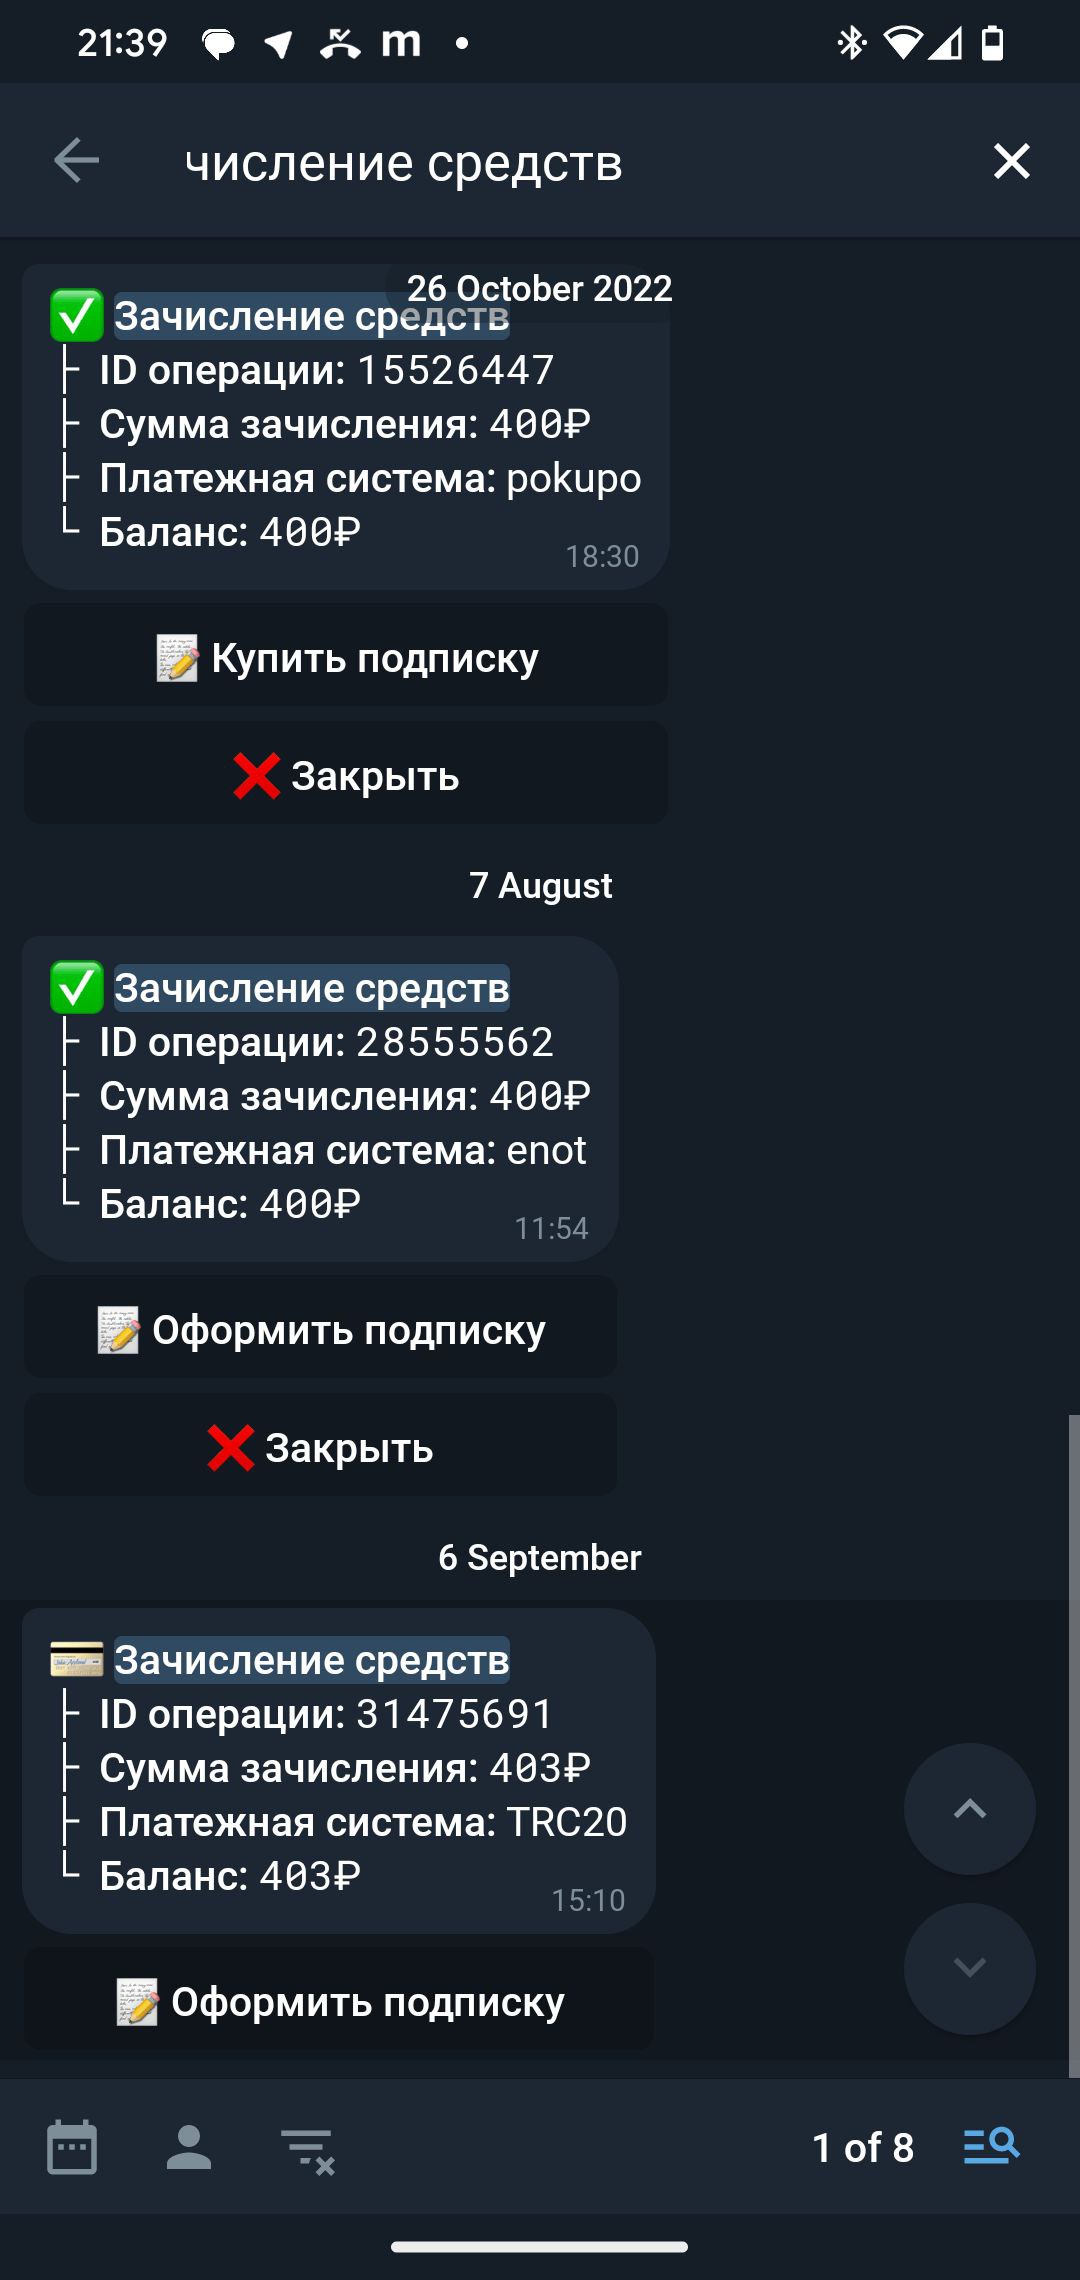 21:39
числение средств
26 October 2022
Зачисление средств
ID операции: 15526447
Сумма зачисления: 400₽
Платежная система: pokupo
Баланс: 400₽
18:30
Купить подписку
Закрыть
7 August
Зачисление средств
ID операции: 28555562
Сумма зачисления: 400₽
Платежная система: enot
Баланс: 400₽
11:54
Оформить подписку
Закрыть
6 September
Зачисление средств
ID операции: 31475691
Сумма зачисления: 403₽
Платежная система: TRC20
Баланс: 403₽
15:10
Оформить подписку
1 of 8